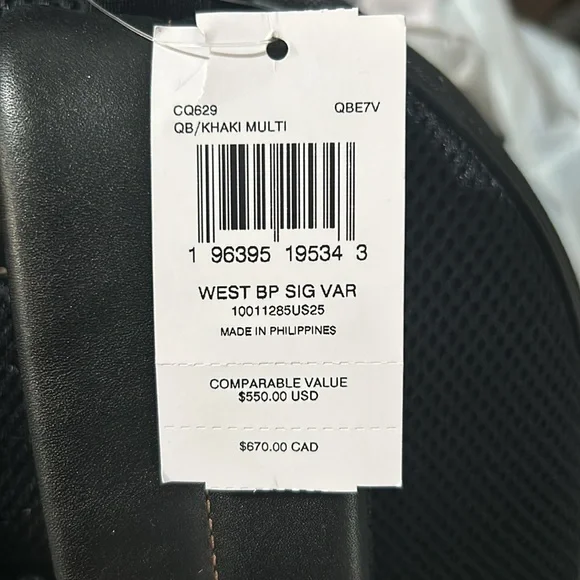 CQ629 QBE7V
QB/KHAKI MULTI
1 96395 19534 3
WEST BP SIG VAR
10011285US25
MADE IN PHILIPPINES
COMPARABLE VALUE
$550.00 USD
$670.00 CAD